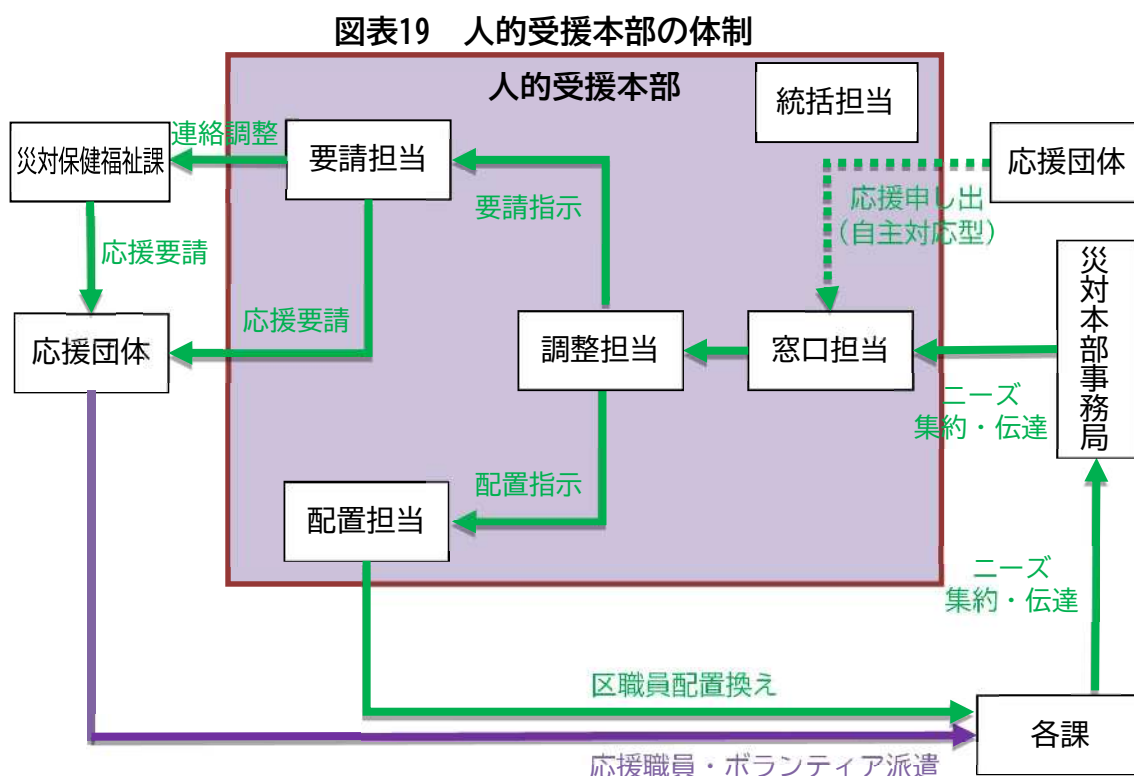 図表19　人的受援本部の体制
人的受援本部
統括担当
災対保健福祉課
連絡調整
要請担当
要請指示
応援団体
応援申し出
（自主対応型）
応援要請
応援要請
応援団体
調整担当
窓口担当
災対本部事務局
ニーズ
集約・伝達
配置指示
配置担当
ニーズ
集約・伝達
区職員配置換え
各課
応援職員・ボランティア派遣